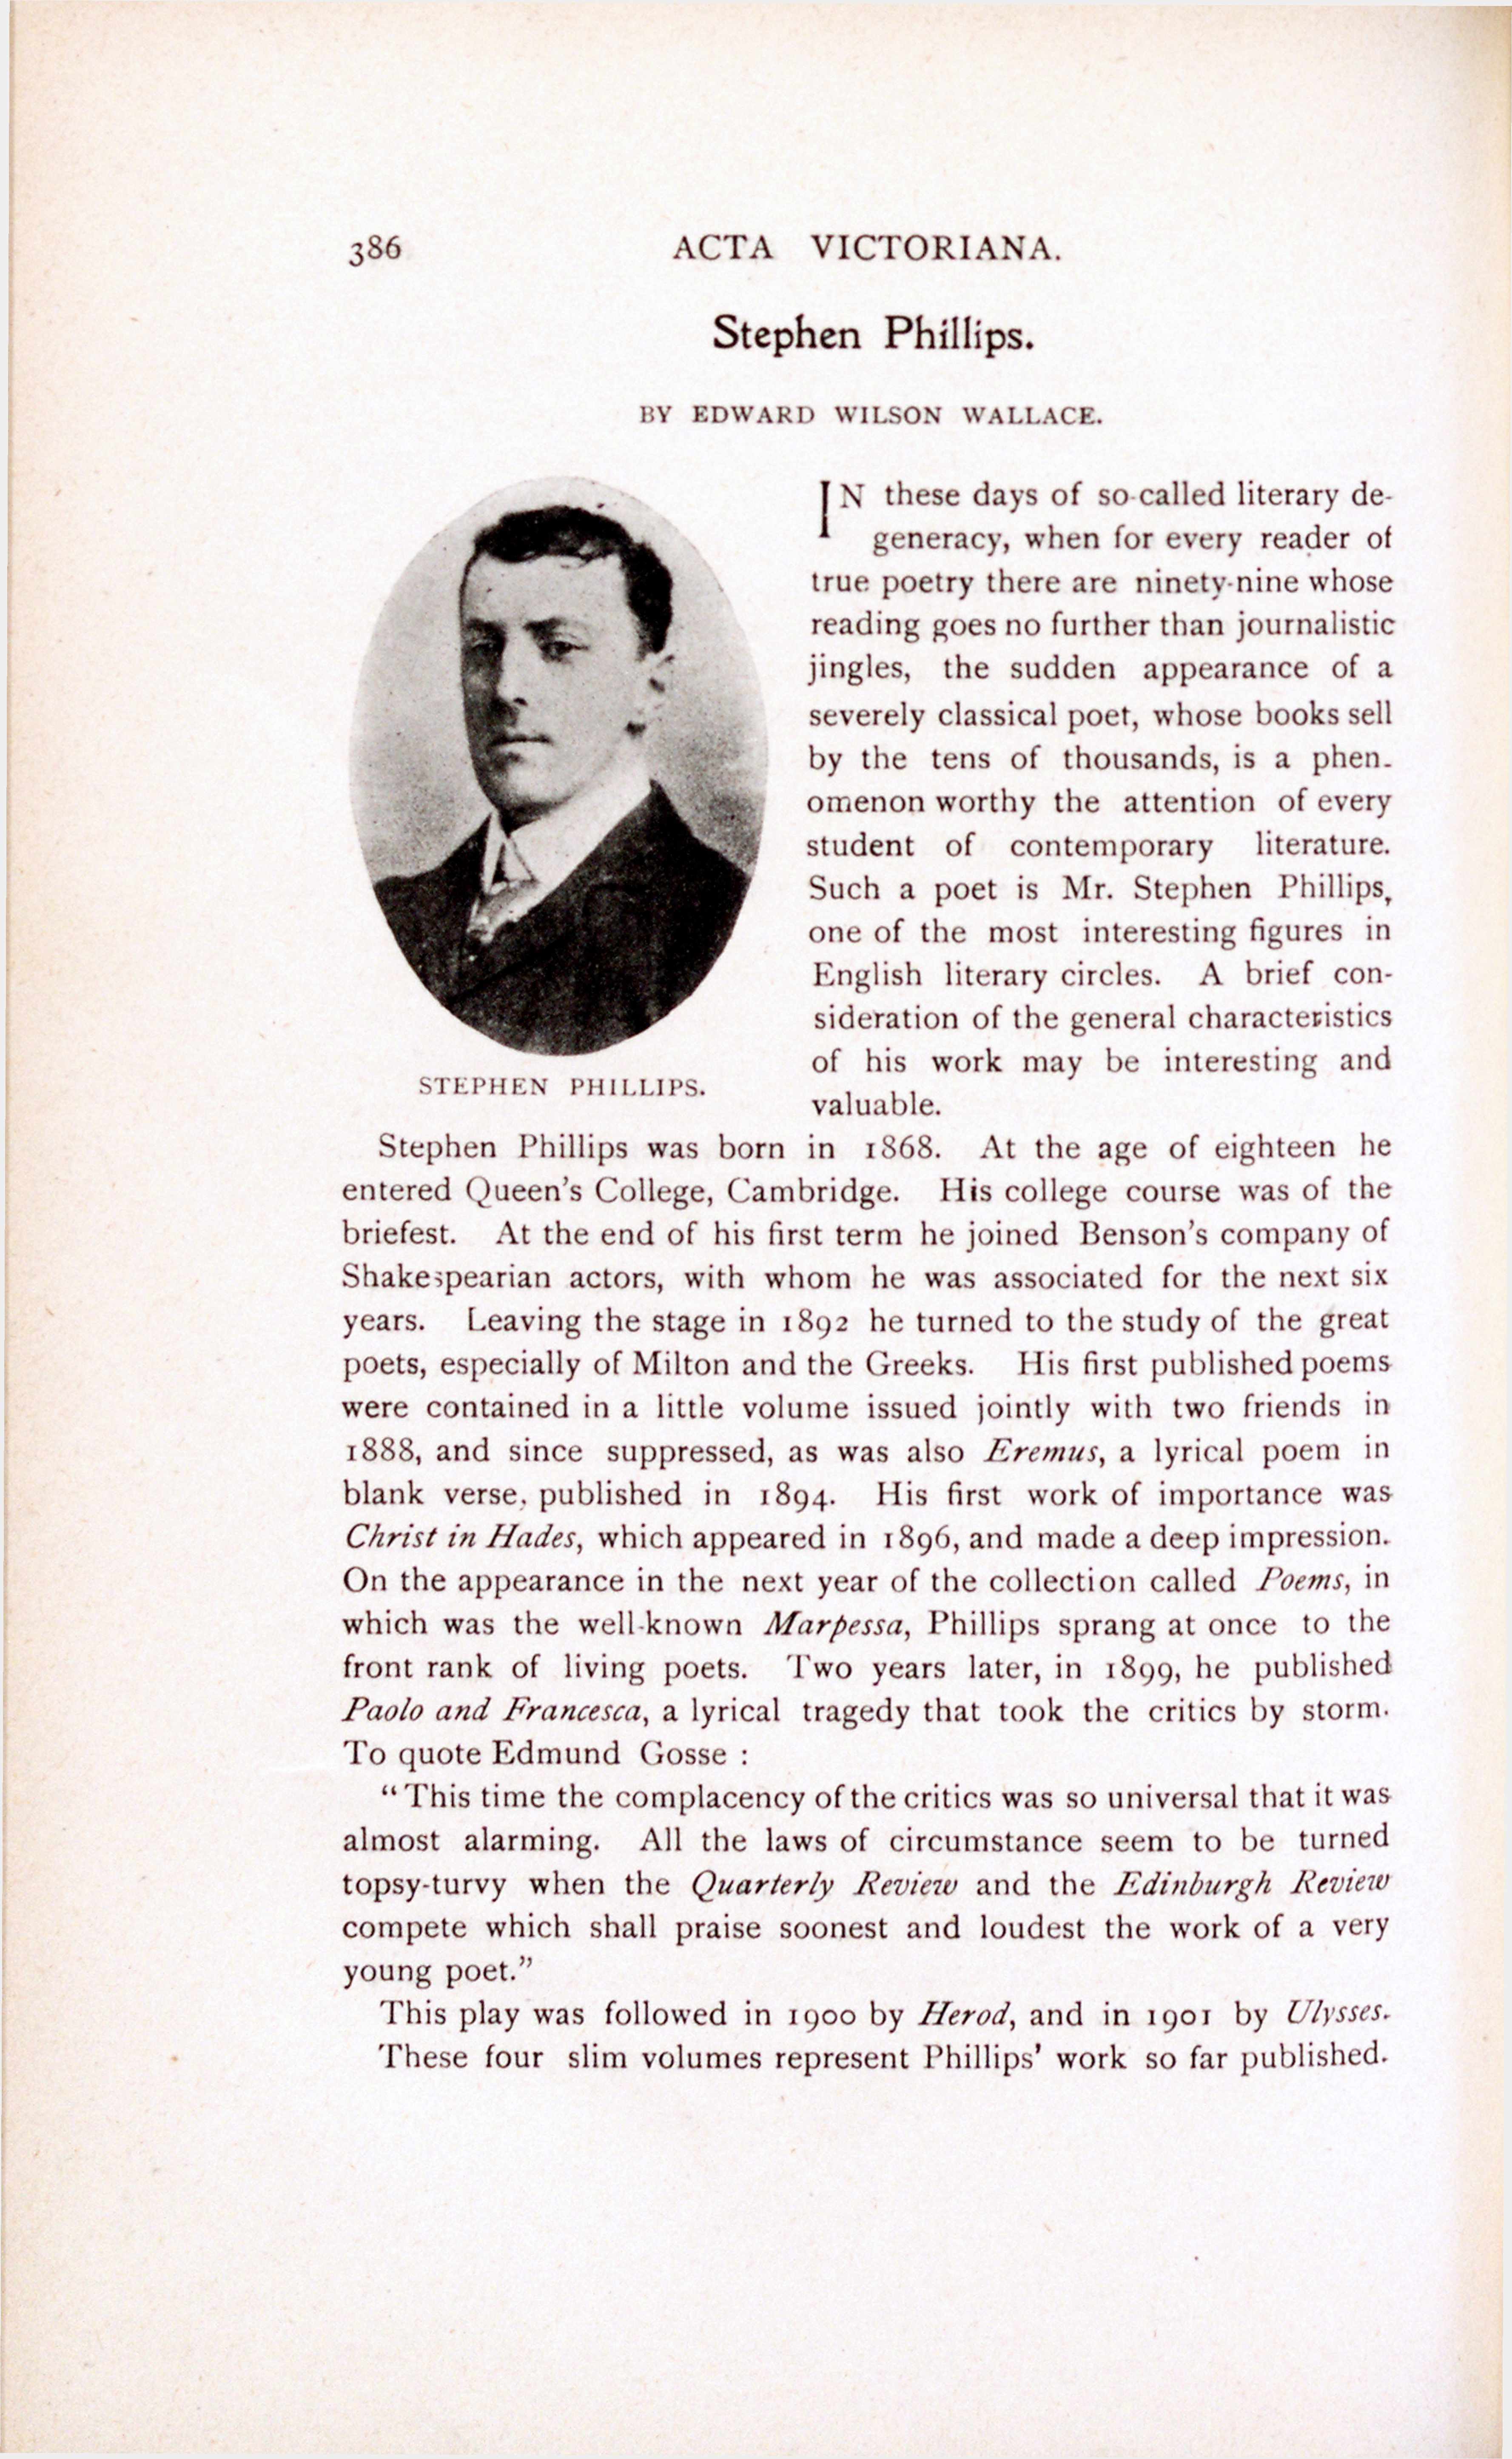 386 ACTA VICTORIANA.
Stephen Phillips.
BY EDWARD WILSON WALLACE.
IN these days of so-called literary de-
generacy, when for every reader of
true poetry there are ninety-nine whose
reading goes no further than journalistic
jingles, the sudden appearance of a
severely classical poet, whose books sell
by the tens of thousands, is a phen-
omenon worthy the attention of every
student of contemporary literature.
Such a poet is Mr. Stephen Phillips,
one of the most interesting figures in
English literary circles. A brief con-
sideration of the general characteristics
of his work may be interesting and
valuable.
STEPHEN PHILLIPS.
Stephen Phillips was born in 1868. At the age of eighteen he
entered Queen's College, Cambridge. His college course was of the
briefest. At the end of his first term he joined Benson's company of
Shakespearian actors, with whom he was associated for the next six
years. Leaving the stage in 1892 he turned to the study of the great
poets, especially of Milton and the Greeks. His first published poems
were contained in a little volume issued jointly with two friends in
1888, and since suppressed, as was also Eremus, a lyrical poem in
blank verse, published in 1894. His first work of importance was
Christ in Hades, which appeared in 1896, and made a deep impression.
On the appearance in the next year of the collection called Poems, in
which was the well-known Marpessa, Phillips sprang at once to the
front rank of living poets. Two years later, in 1899, he published
Paolo and Francesca, a lyrical tragedy that took the critics by storm.
To quote Edmund Gosse :
"This time the complacency of the critics was so universal that it was
almost alarming. All the laws of circumstance seem to be turned
topsy-turvy when the Quarterly Review and the Edinburgh Review
compete which shall praise soonest and loudest the work of a very
young poet."
This play was followed in 1900 by Herod, and in 1901 by Ulysses.
These four slim volumes represent Phillips' work so far published.